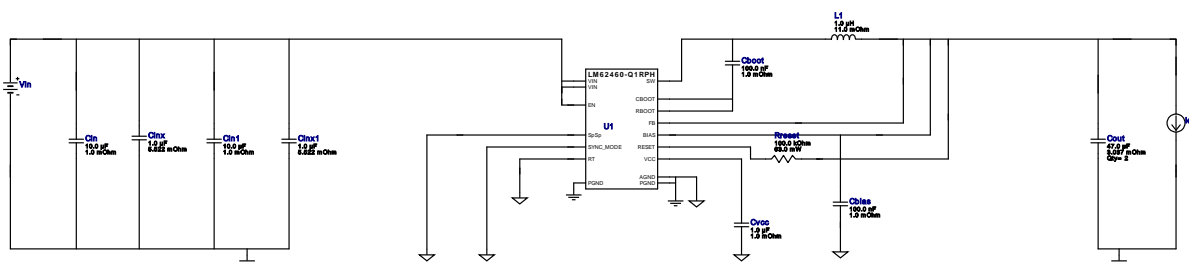 L1
1.0 µH
11.0 mOhm
LM62460-Q1RPH
VIN
VIN
EN
SpSp
SYNC_MODE
RT
PGND
U1
SW
CBOOT
RBOOT
FB
BIAS
RESET
VCC
AGND
PGND
Cboot
100.0 nF
1.0 mOhm
Vin
Cin
10.0 µF
1.0 mOhm
Cinx
1.0 µF
5.522 mOhm
Cin1
10.0 µF
1.0 mOhm
Cinx1
1.0 µF
5.522 mOhm
Rreset
100.0 kOhm
63.0 mW
Cout
47.0 µF
3.037 mOhm
Qty= 2
Cbias
100.0 nF
1.0 mOhm
Cvcc
1.0 µF
1.0 mOhm